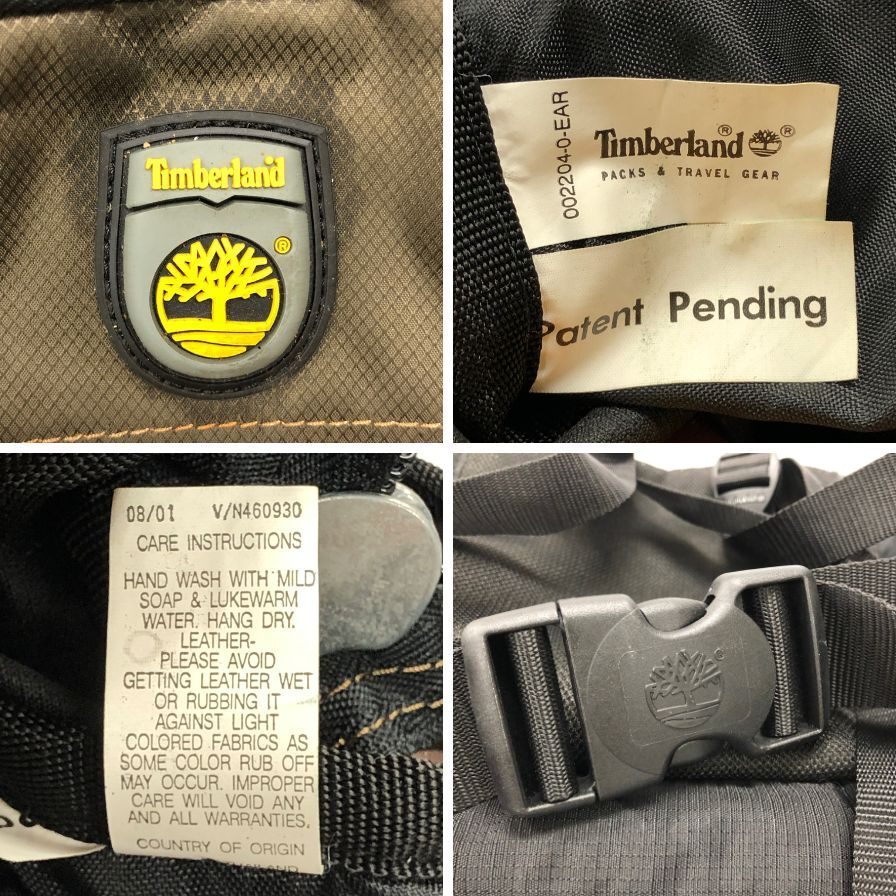 Timberland
®
Timberland® ®
PACKS & TRAVEL GEAR
002204-0-EAR
Patent Pending
08/01 V/N460930
CARE INSTRUCTIONS
HAND WASH WITH MILD
SOAP & LUKEWARM
WATER. HANG DRY.
LEATHER-
PLEASE AVOID
GETTING LEATHER WET
OR RUBBING IT
AGAINST LIGHT
COLORED FABRICS AS
SOME COLOR RUB OFF
MAY OCCUR. IMPROPER
CARE WILL VOID ANY
AND ALL WARRANTIES.
COUNTRY OF ORIGIN
®